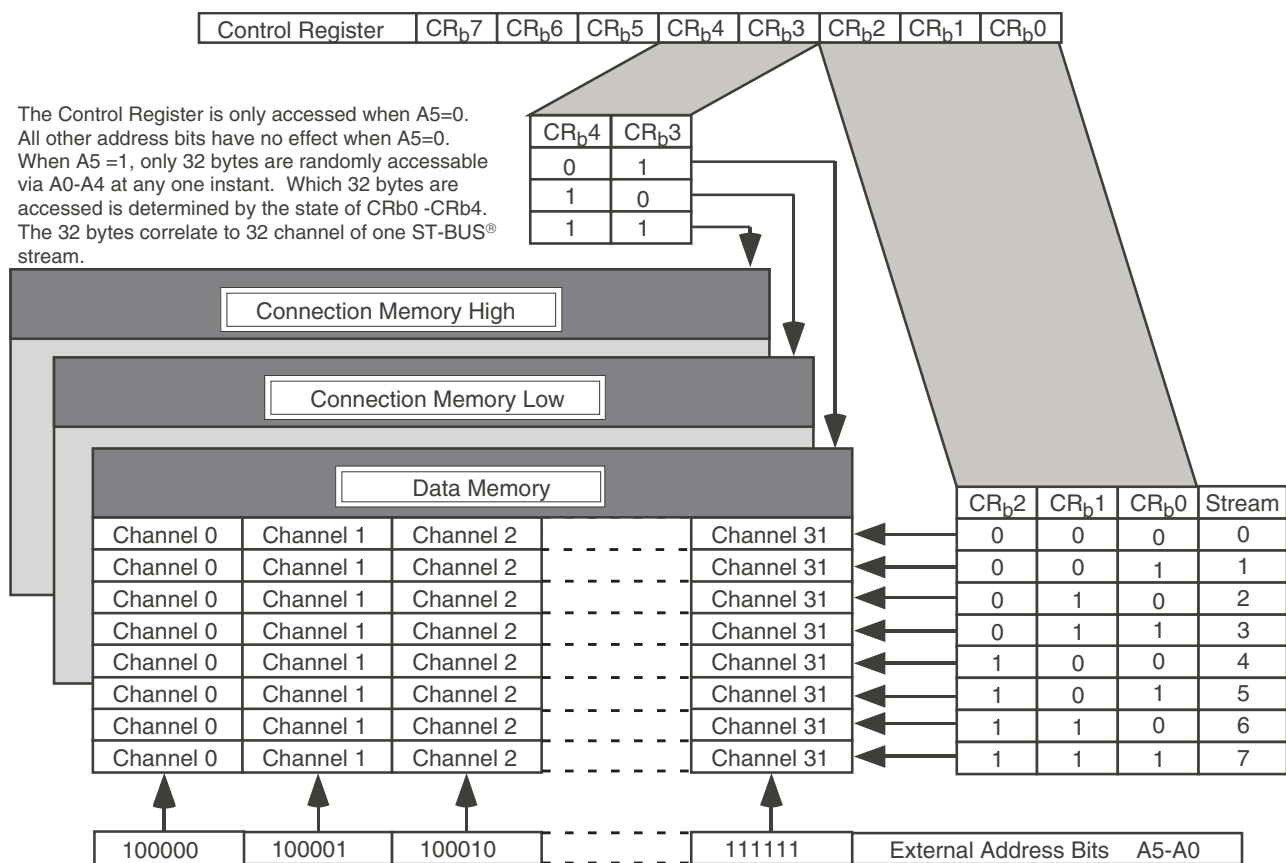 Control Register CRb7 CRb6 CRb5 CRb4 CRb3 CRb2 CRb1 CRb0
The Control Register is only accessed when A5=0.
All other address bits have no effect when A5=0.
When A5 =1, only 32 bytes are randomly accessable
via A0-A4 at any one instant. Which 32 bytes are
accessed is determined by the state of CRb0 -CRb4.
The 32 bytes correlate to 32 channel of one ST-BUS®
stream.
CRb4 CRb3
0 1
1 0
1 1
Connection Memory High
Connection Memory Low
Data Memory
CRb2 CRb1 CRb0 Stream
Channel 0 Channel 1 Channel 2 Channel 31 0 0 0 0
Channel 0 Channel 1 Channel 2 Channel 31 0 0 1 1
Channel 0 Channel 1 Channel 2 Channel 31 0 1 0 2
Channel 0 Channel 1 Channel 2 Channel 31 0 1 1 3
Channel 0 Channel 1 Channel 2 Channel 31 1 0 0 4
Channel 0 Channel 1 Channel 2 Channel 31 1 0 1 5
Channel 0 Channel 1 Channel 2 Channel 31 1 1 0 6
Channel 0 Channel 1 Channel 2 Channel 31 1 1 1 7
100000 100001 100010 111111 External Address Bits A5-A0